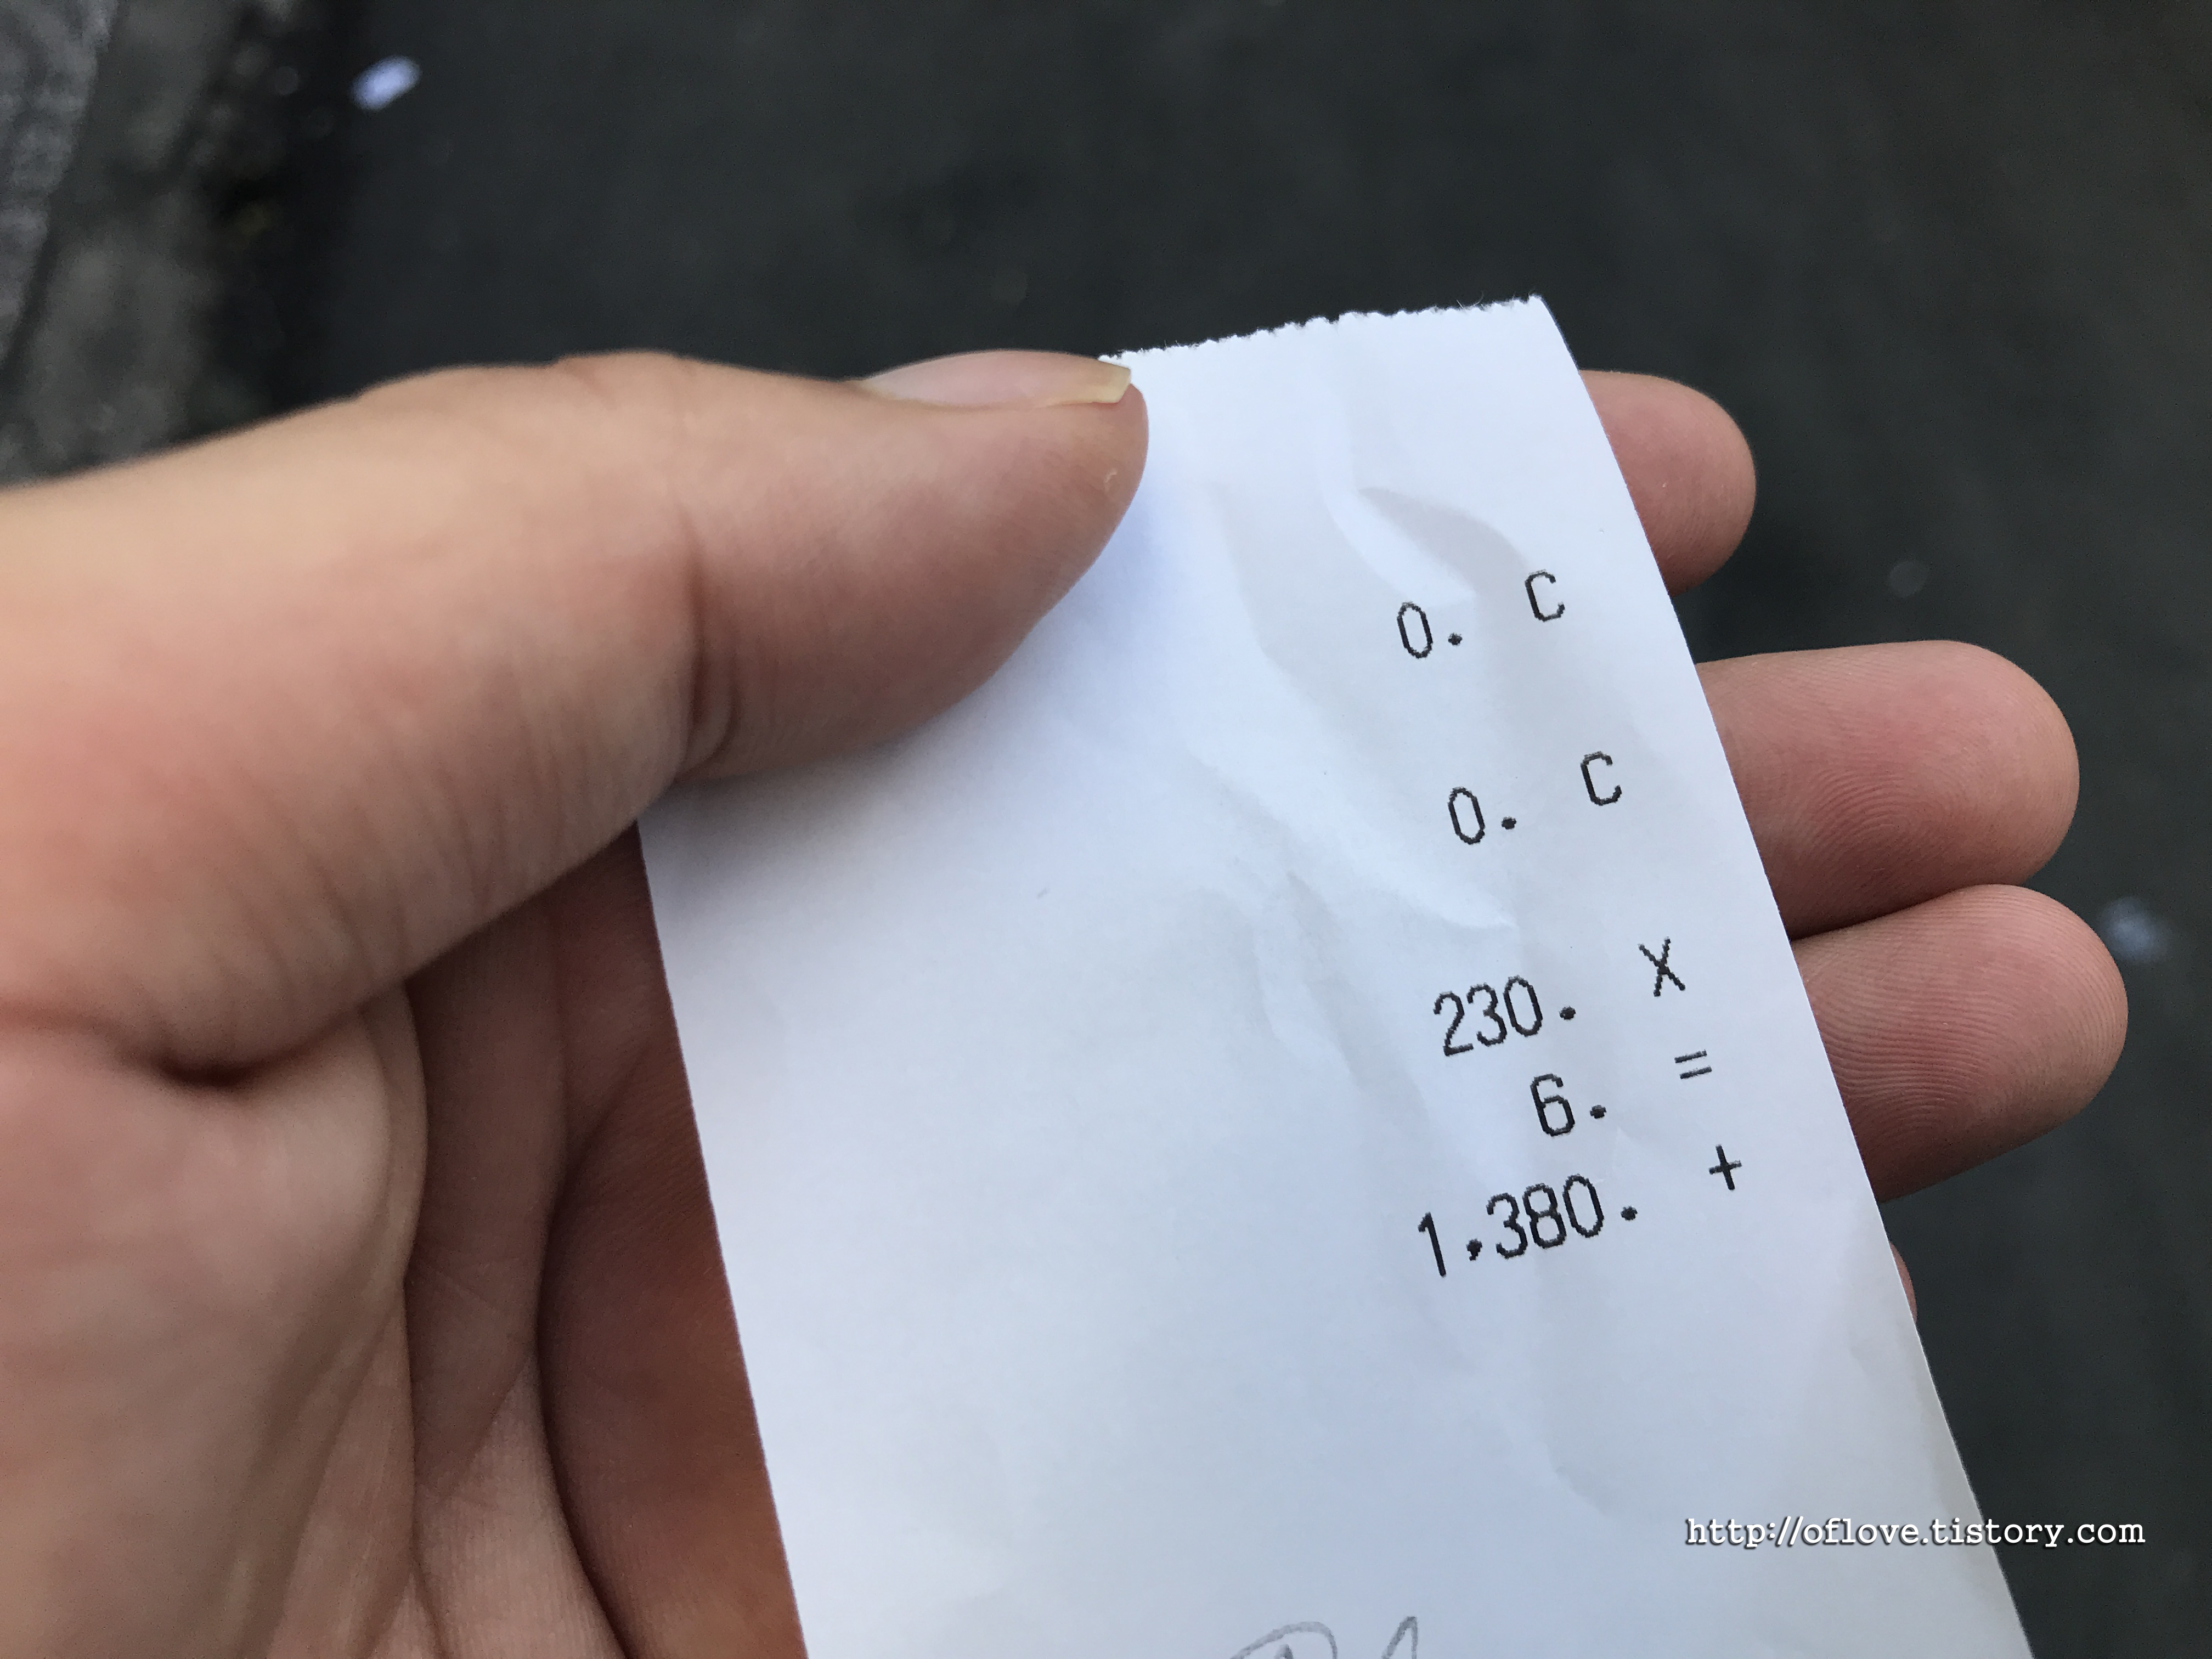 0. C
0. C
230. X
6. =
1.380. +
http://oflove.tistory.com